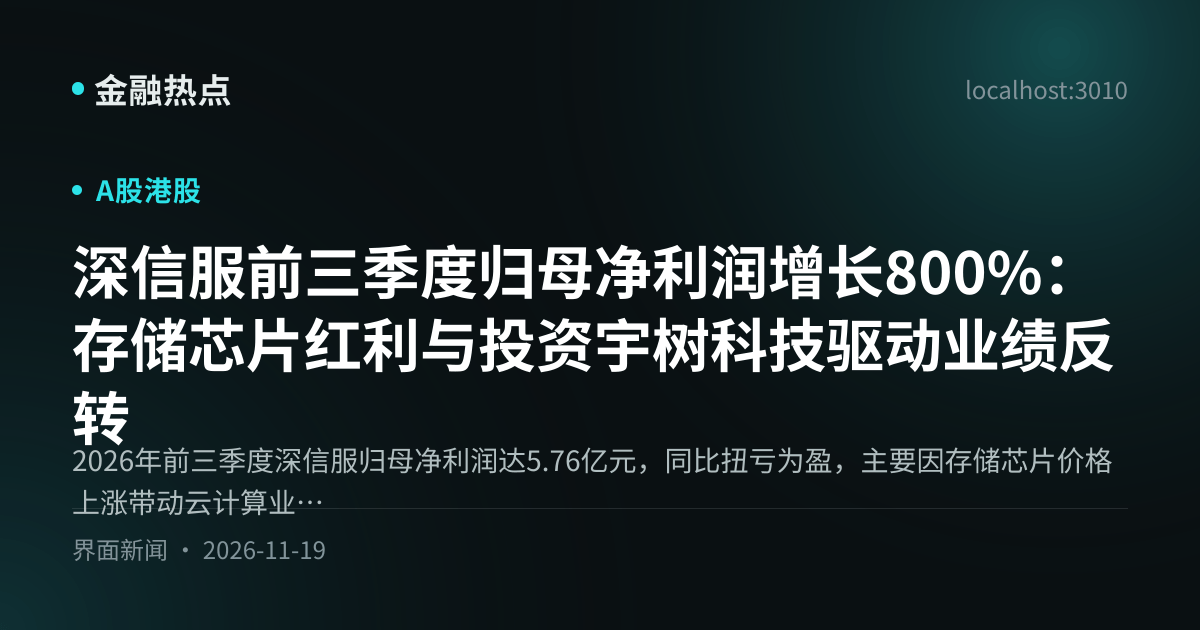 金融热点
localhost:3010
A股港股
深信服前三季度归母净利润增长800%：
存储芯片红利与投资宇树科技驱动业绩反
转
2026年前三季度深信服归母净利润达5.76亿元，同比扭亏为盈，主要因存储芯片价格
上涨带动云计算业…
界面新闻 · 2026-11-19